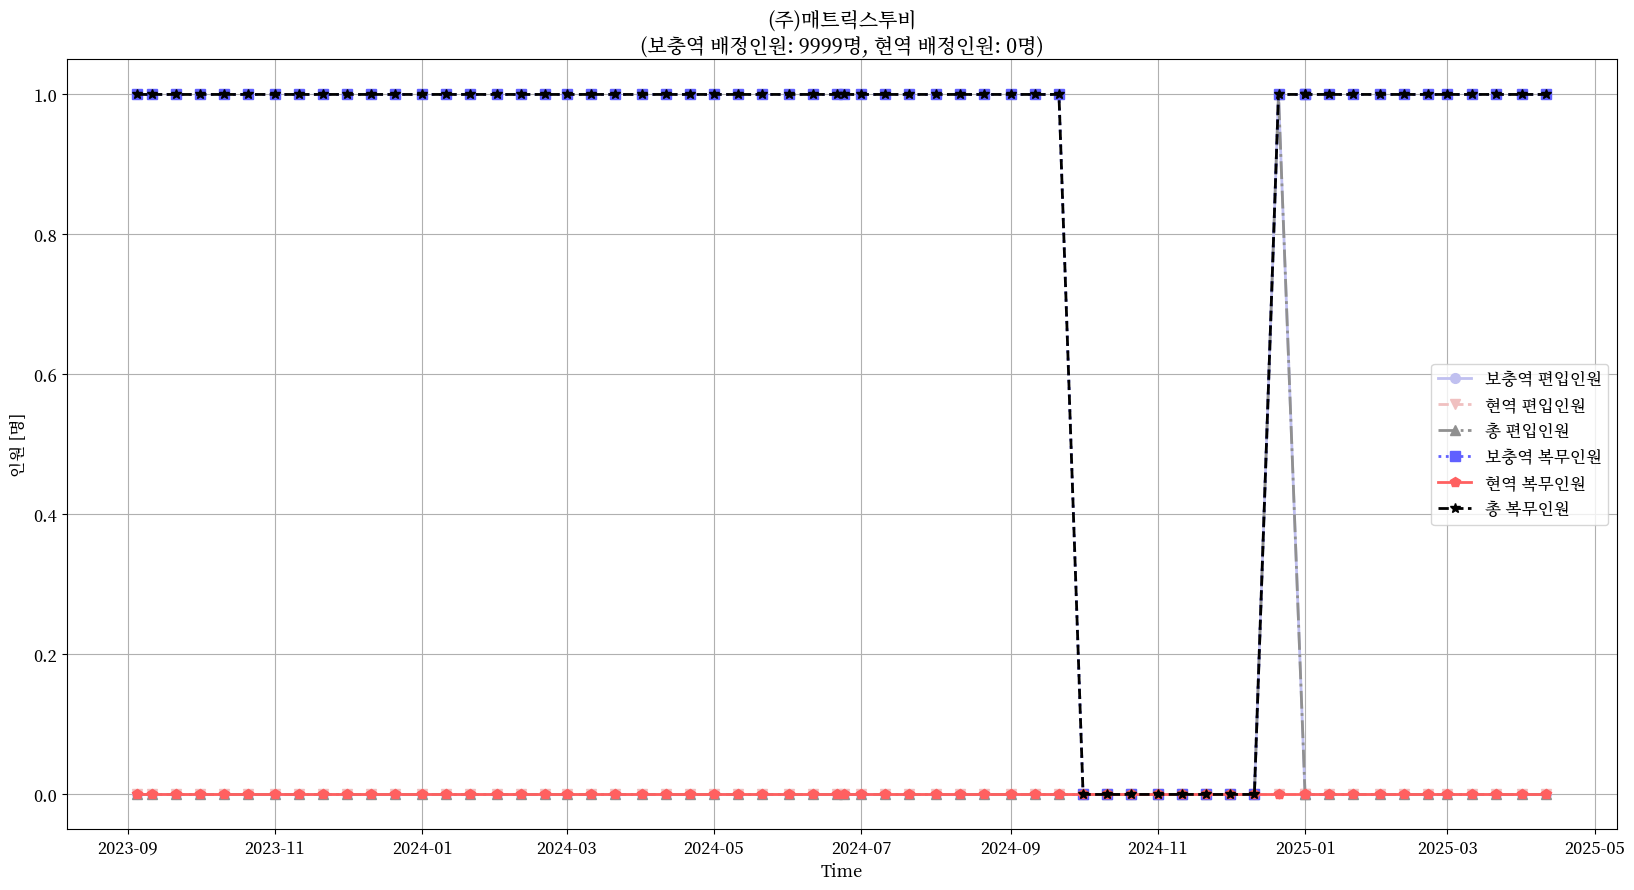 (주)매트릭스투비
(보충역 배정인원: 9999명, 현역 배정인원: 0명)
1.0
0.8
0.6
0.4
0.2
0.0
인원 [명]
보충역 편입인원
현역 편입인원
총 편입인원
보충역 복무인원
현역 복무인원
총 복무인원
2023-09 2023-11 2024-01 2024-03 2024-05 2024-07 2024-09 2024-11 2025-01 2025-03 2025-05
Time